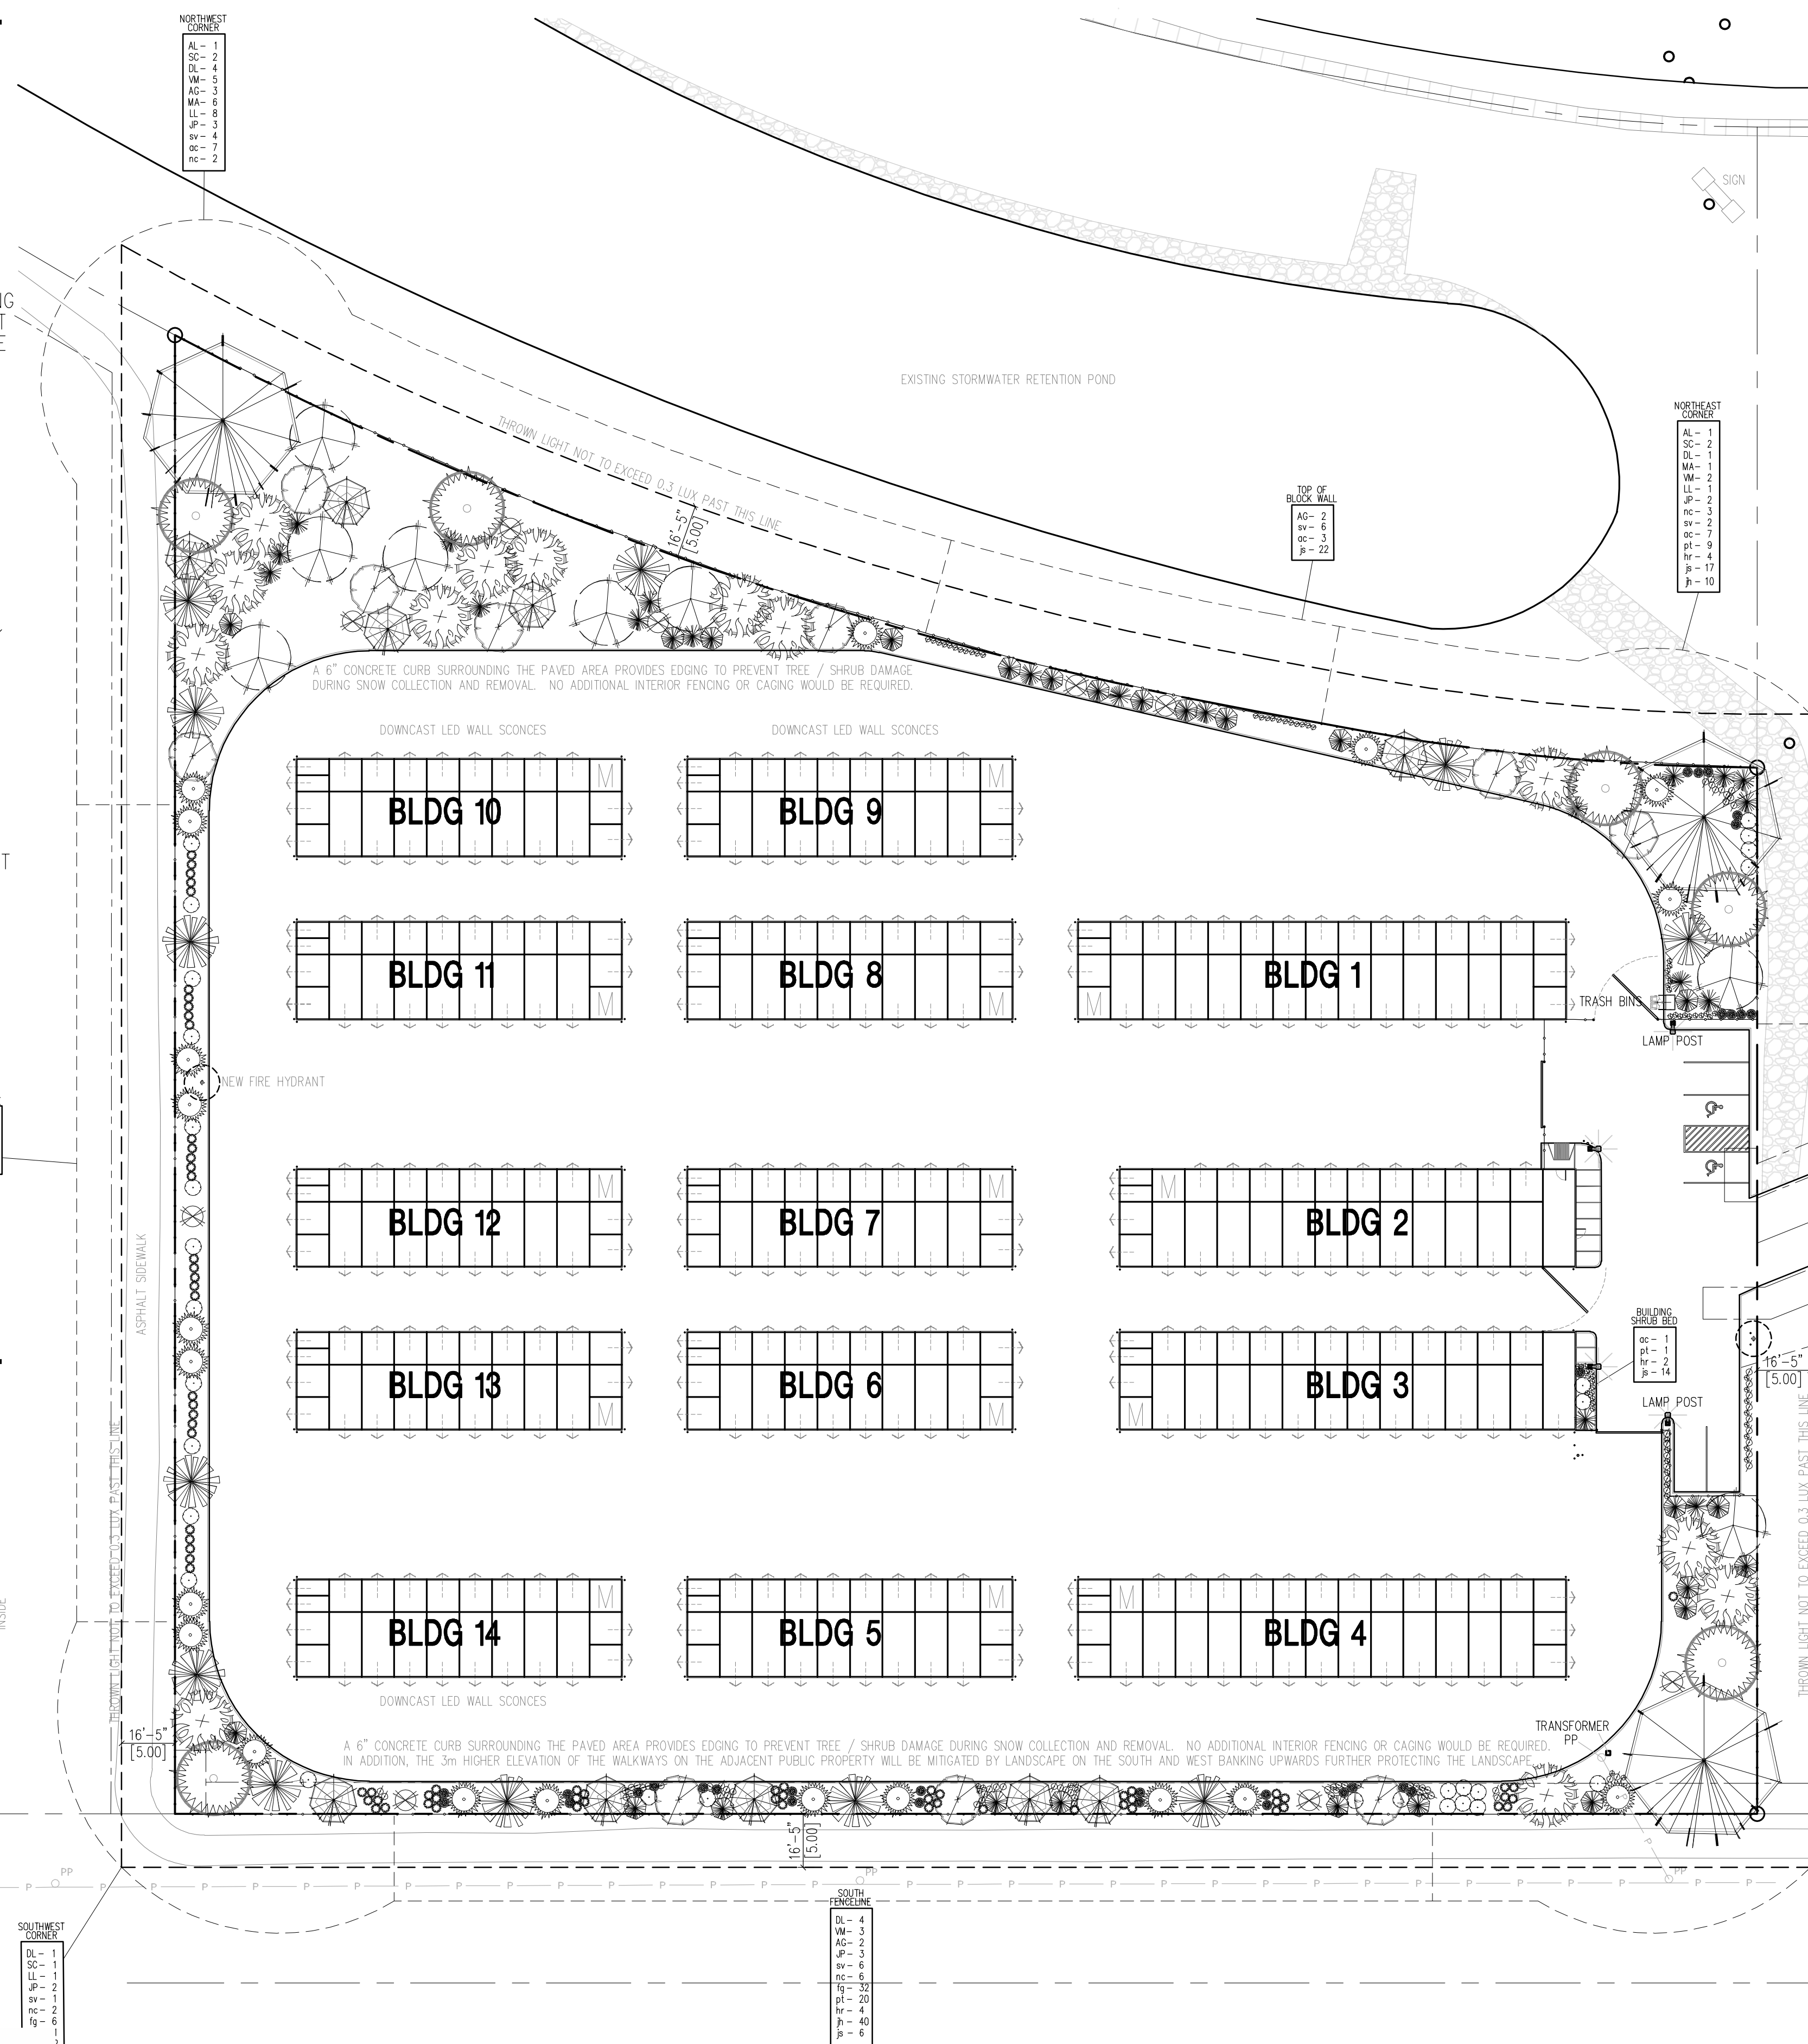 NORTHWEST
CORNER
AL- 1
SC- 2
DL- 4
VM- 5
AG- 3
MA- 6
LL- 8
JP- 3
sv- 4
ac- 7
nc- 2
SIGN
EXISTING STORMWATER RETENTION POND
THROWN LIGHT NOT TO EXCEED 0.3 LUX PAST THIS LINE
16'-5"
[5.00]
NORTHEAST
CORNER
AL- 1
SC- 2
DL- 1
MA- 1
VM- 2
LL- 1
JP- 2
nc- 3
sv- 2
ac- 7
pt- 9
hr- 4
js- 17
jh- 10
TOP OF
BLOCK WALL
AG- 2
sv- 6
ac- 3
js- 22
A 6" CONCRETE CURB SURROUNDING THE PAVED AREA PROVIDES EDGING TO PREVENT TREE / SHRUB DAMAGE
DURING SNOW COLLECTION AND REMOVAL. NO ADDITIONAL INTERIOR FENCING OR CAGING WOULD BE REQUIRED.
DOWNCAST LED WALL SCONCES
DOWNCAST LED WALL SCONCES
M
M
BLDG 10
BLDG 9
BLDG 11
BLDG 8
BLDG 1
M
M
M
TRASH BINS
LAMP POST
NEW FIRE HYDRANT
M
M
M
BLDG 12
BLDG 7
BLDG 2
ASPHALT SIDEWALK
BUILDING
SHRUB BED
ac- 1
pt- 1
hr- 2
js- 14
16'-5"
[5.00]
BLDG 13
BLDG 6
BLDG 3
M
M
M
LAMP POST
THROWN LIGHT NOT TO EXCEED 0.3 LUX PAST THIS LINE
THROWN LIGHT NOT TO EXCEED 0.3 LUX PAST THIS LINE
INSIDE
M
M
M
BLDG 14
BLDG 5
BLDG 4
DOWNCAST LED WALL SCONCES
TRANSFORMER
PP
16'-5"
[5.00]
A 6" CONCRETE CURB SURROUNDING THE PAVED AREA PROVIDES EDGING TO PREVENT TREE / SHRUB DAMAGE DURING SNOW COLLECTION AND REMOVAL. NO ADDITIONAL INTERIOR FENCING OR CAGING WOULD BE REQUIRED.
IN ADDITION, THE 3m HIGHER ELEVATION OF THE WALKWAYS ON THE ADJACENT PUBLIC PROPERTY WILL BE MITIGATED BY LANDSCAPE ON THE SOUTH AND WEST BANKING UPWARDS FURTHER PROTECTING THE LANDSCAPE.
16'-5"
[5.00]
PP
PP
PP
P P P P P P P P P P P P P P P P P P P P P P P P P P P P P P P P P
SOUTHWEST
CORNER
DL- 1
SC- 1
LL- 1
JP- 2
sv- 1
nc- 2
fg- 6
SOUTH
FENCELINE
DL- 4
VM- 3
AG- 2
JP- 3
sv- 6
nc- 6
fg- 32
pt- 20
hr- 4
jh- 40
js- 6